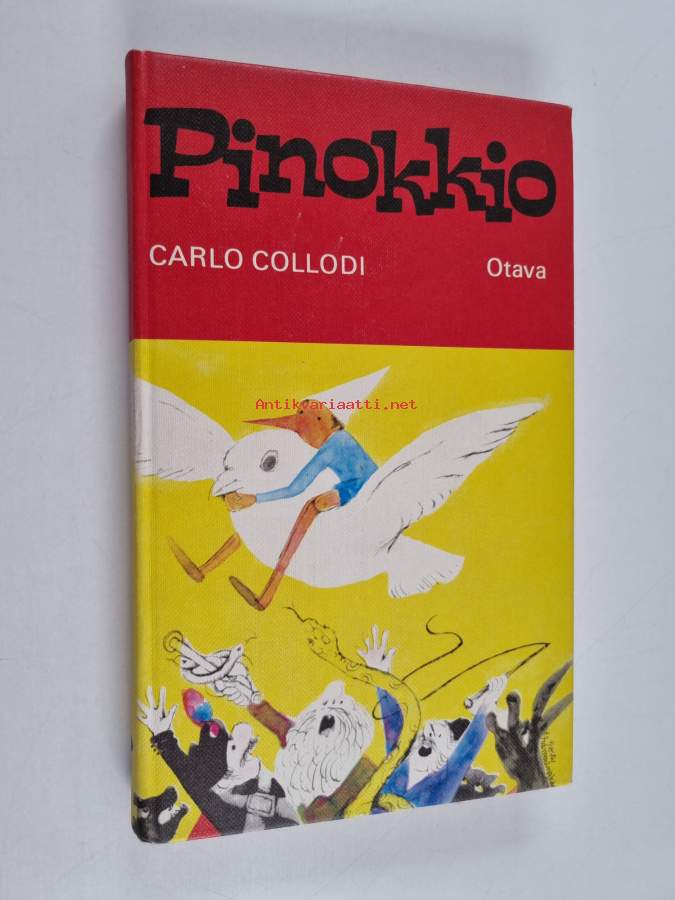 Pinokkio
CARLO COLLODI Otava
Antikvariaatti.net